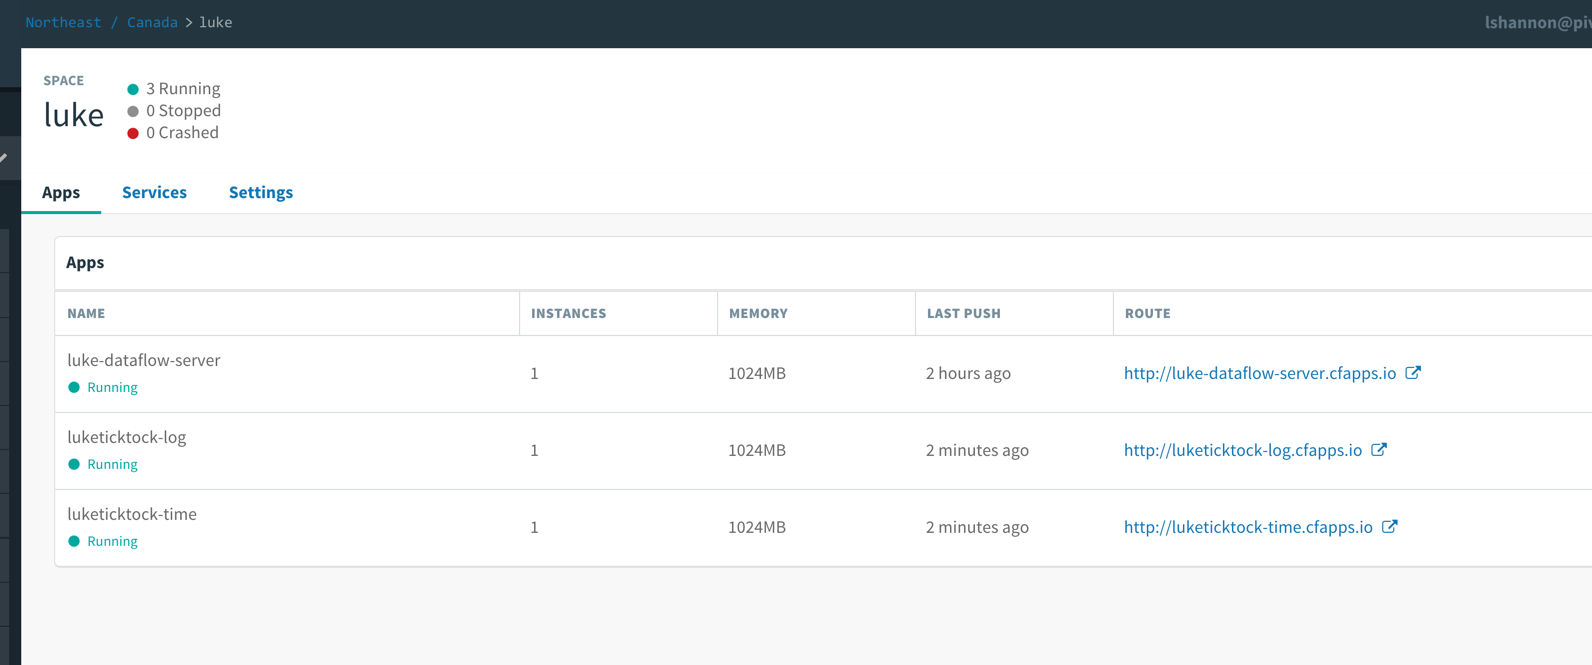 Northeast / Canada > luke
lshannon@piv
SPACE
luke
3 Running
0 Stopped
0 Crashed
Apps Services Settings
Apps
NAME INSTANCES MEMORY LAST PUSH ROUTE
luke-dataflow-server
Running
1 1024MB 2 hours ago http://luke-dataflow-server.cfapps.io
luketicktock-log
Running
1 1024MB 2 minutes ago http://luketicktock-log.cfapps.io
luketicktock-time
Running
1 1024MB 2 minutes ago http://luketicktock-time.cfapps.io